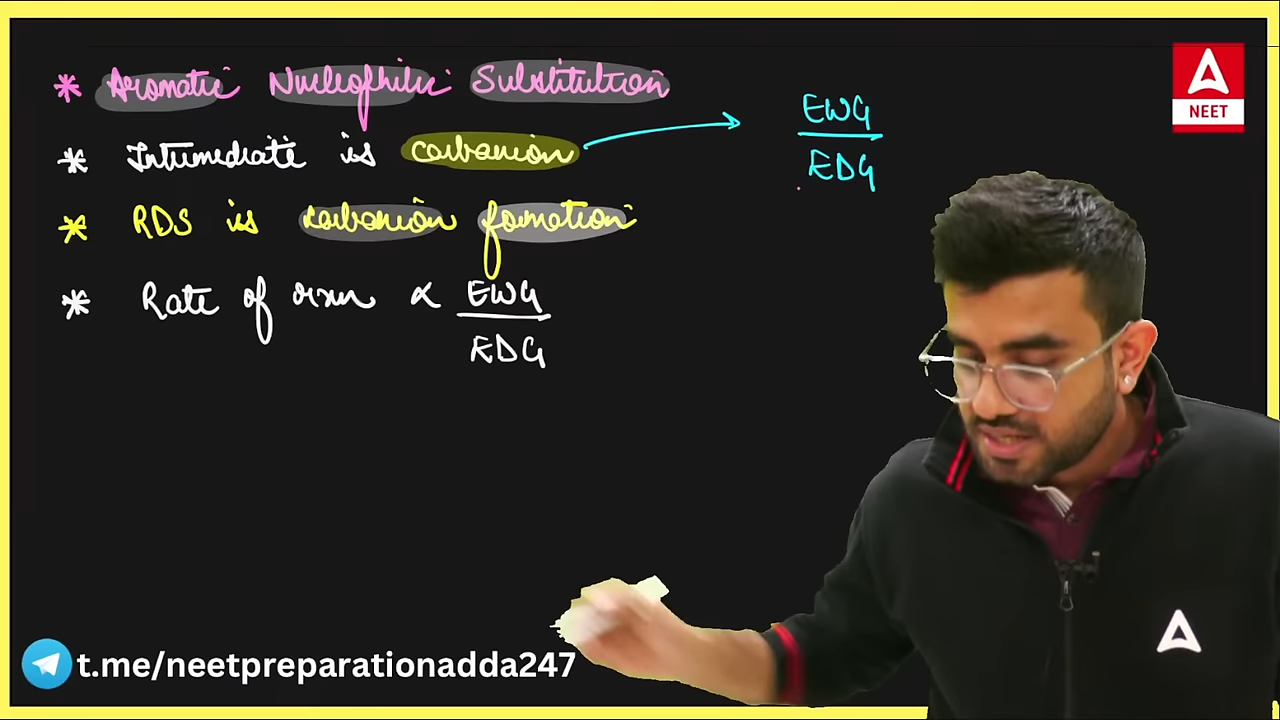 * Aromatic Nucleophilic Substitution
* Intermediate is carbanion → EWG / EDG
* RDS is carbanion formation
* Rate of rxn ∝ EWG / EDG
NEET
t.me/neetpreparationadda247